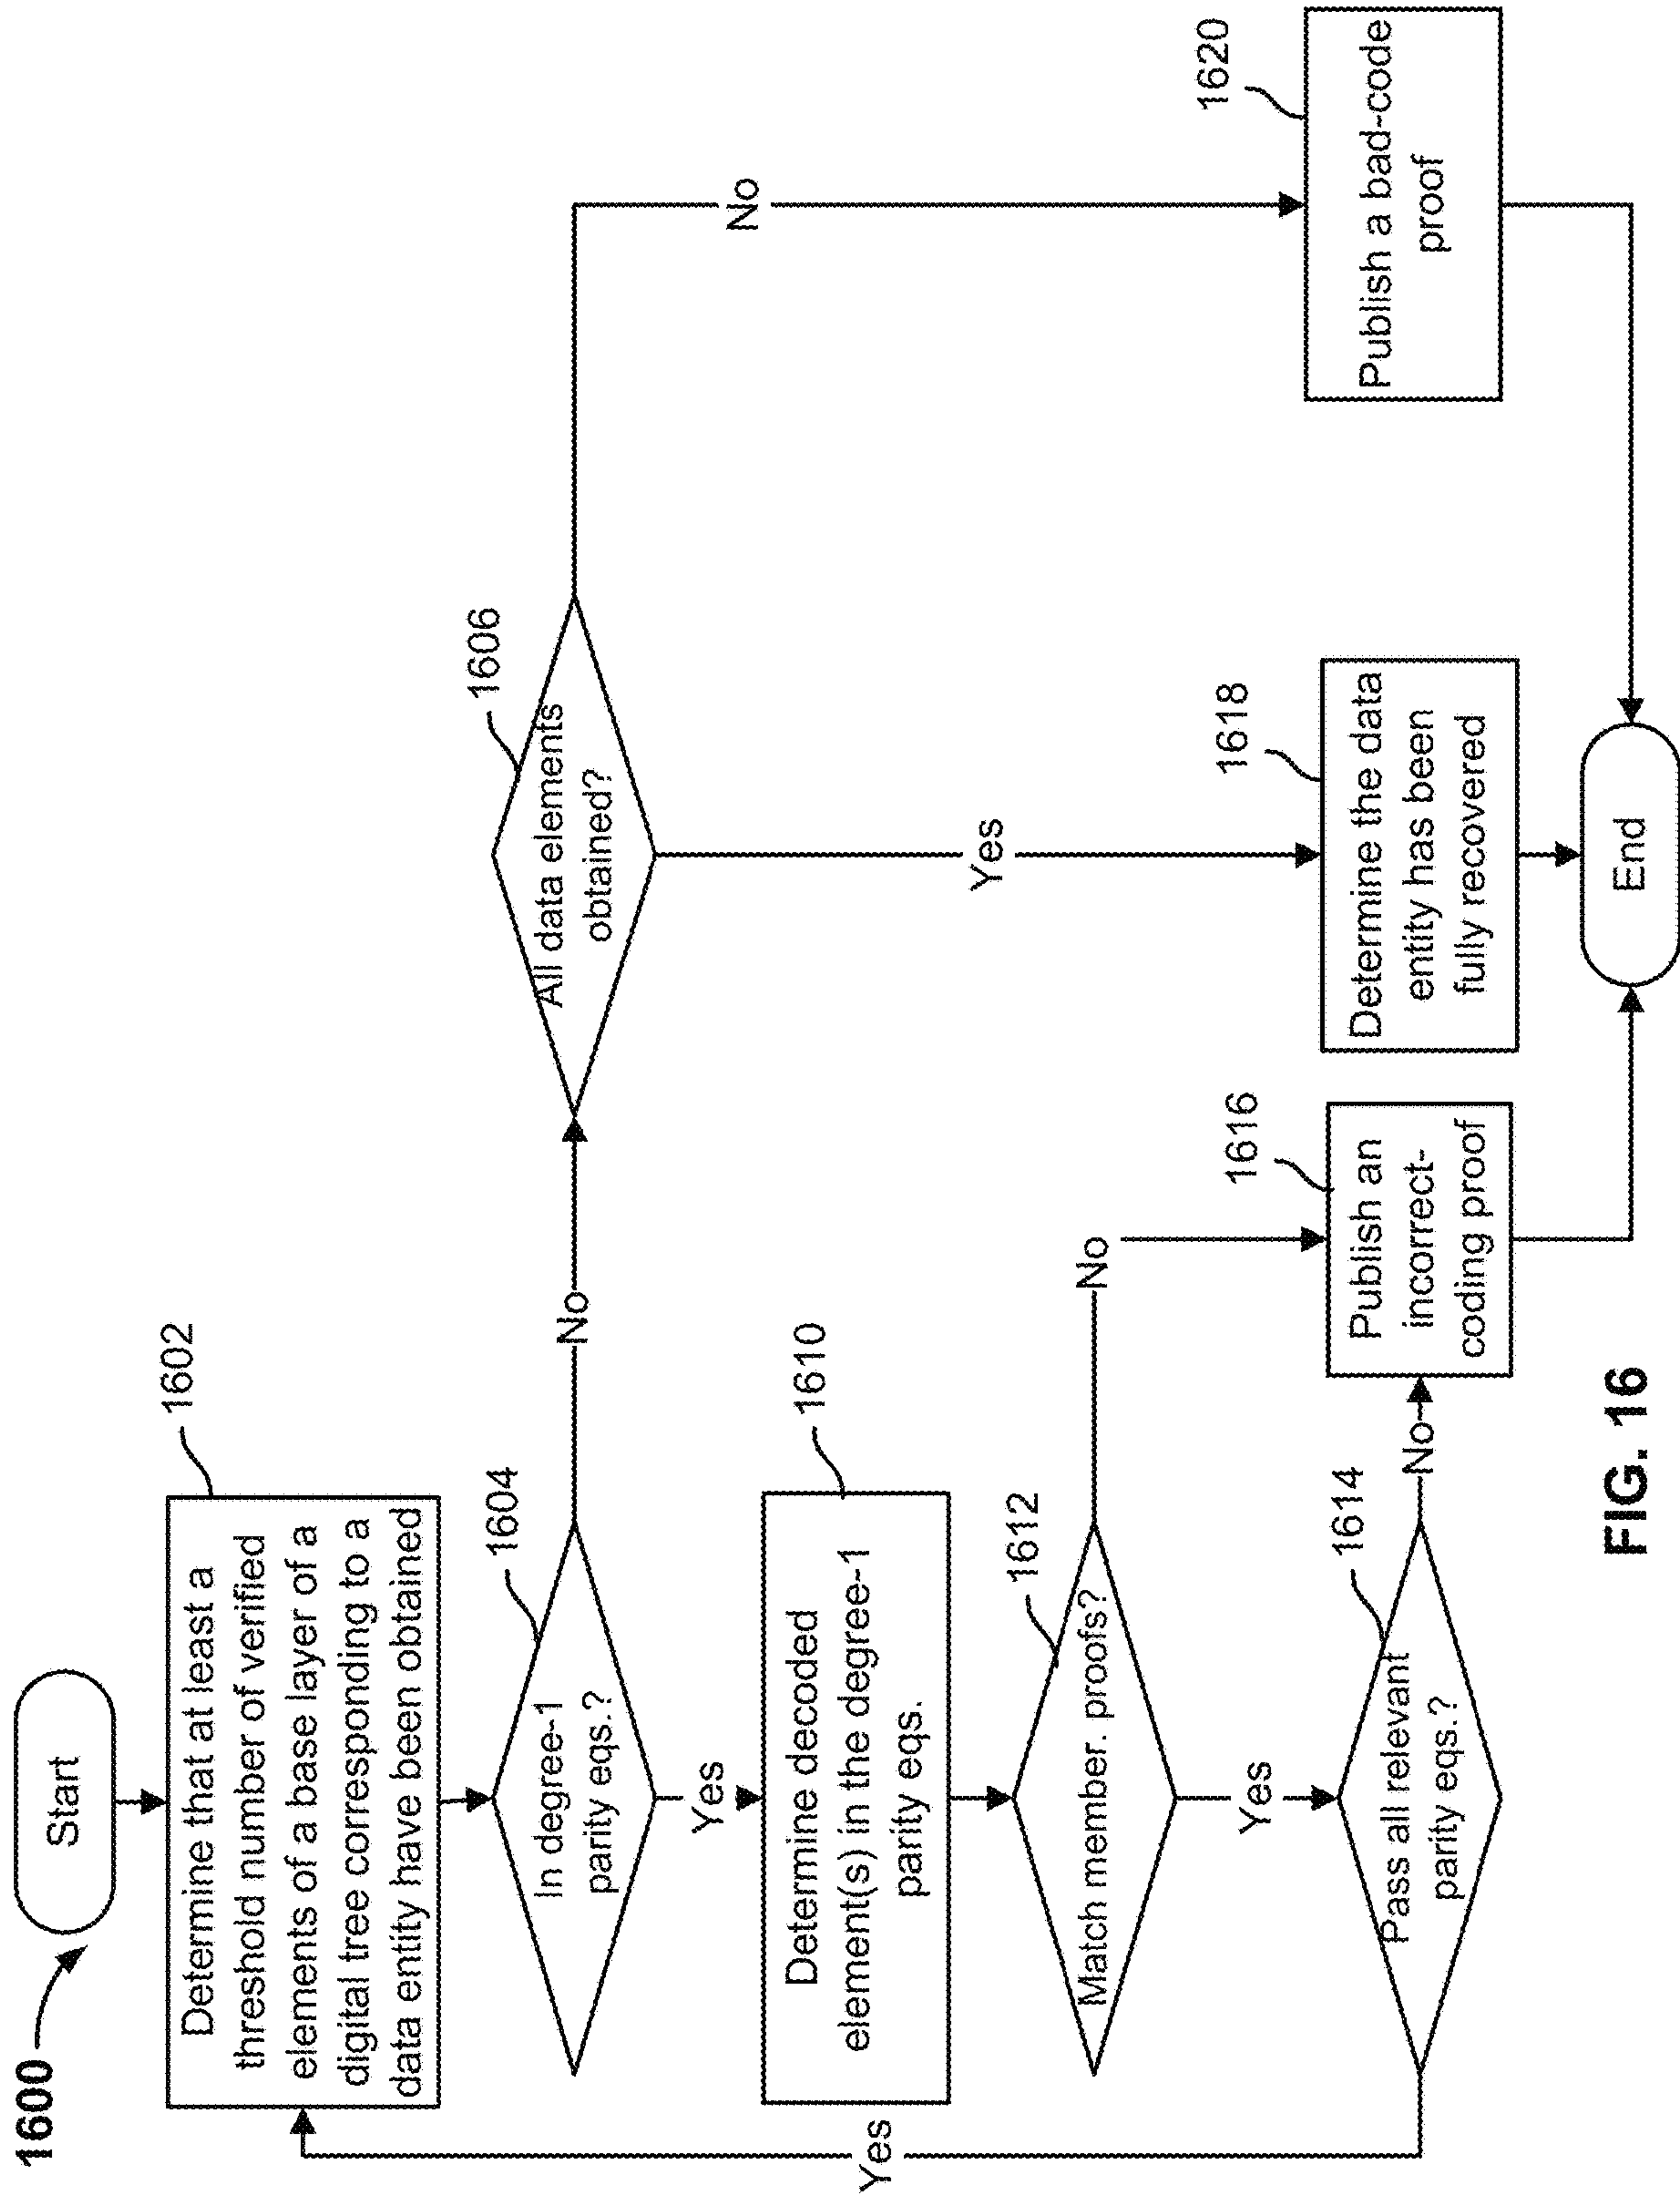 1600
Start
1602
Determine that at least a
threshold number of verified
elements of a base layer of a
digital tree corresponding to a
data entity have been obtained
1604
In degree-1
parity eqs.?
No
1606
All data elements
obtained?
No
Yes
Yes
1610
Determine decoded
element(s) in the degree-1
parity eqs.
1612
Match member. proofs?
No
Yes
1614
Pass all relevant
parity eqs.?
No
Yes
1616
Publish an
incorrect-
coding proof
1618
Determine the data
entity has been
fully recovered
1620
Publish a bad-code
proof
End
FIG. 16